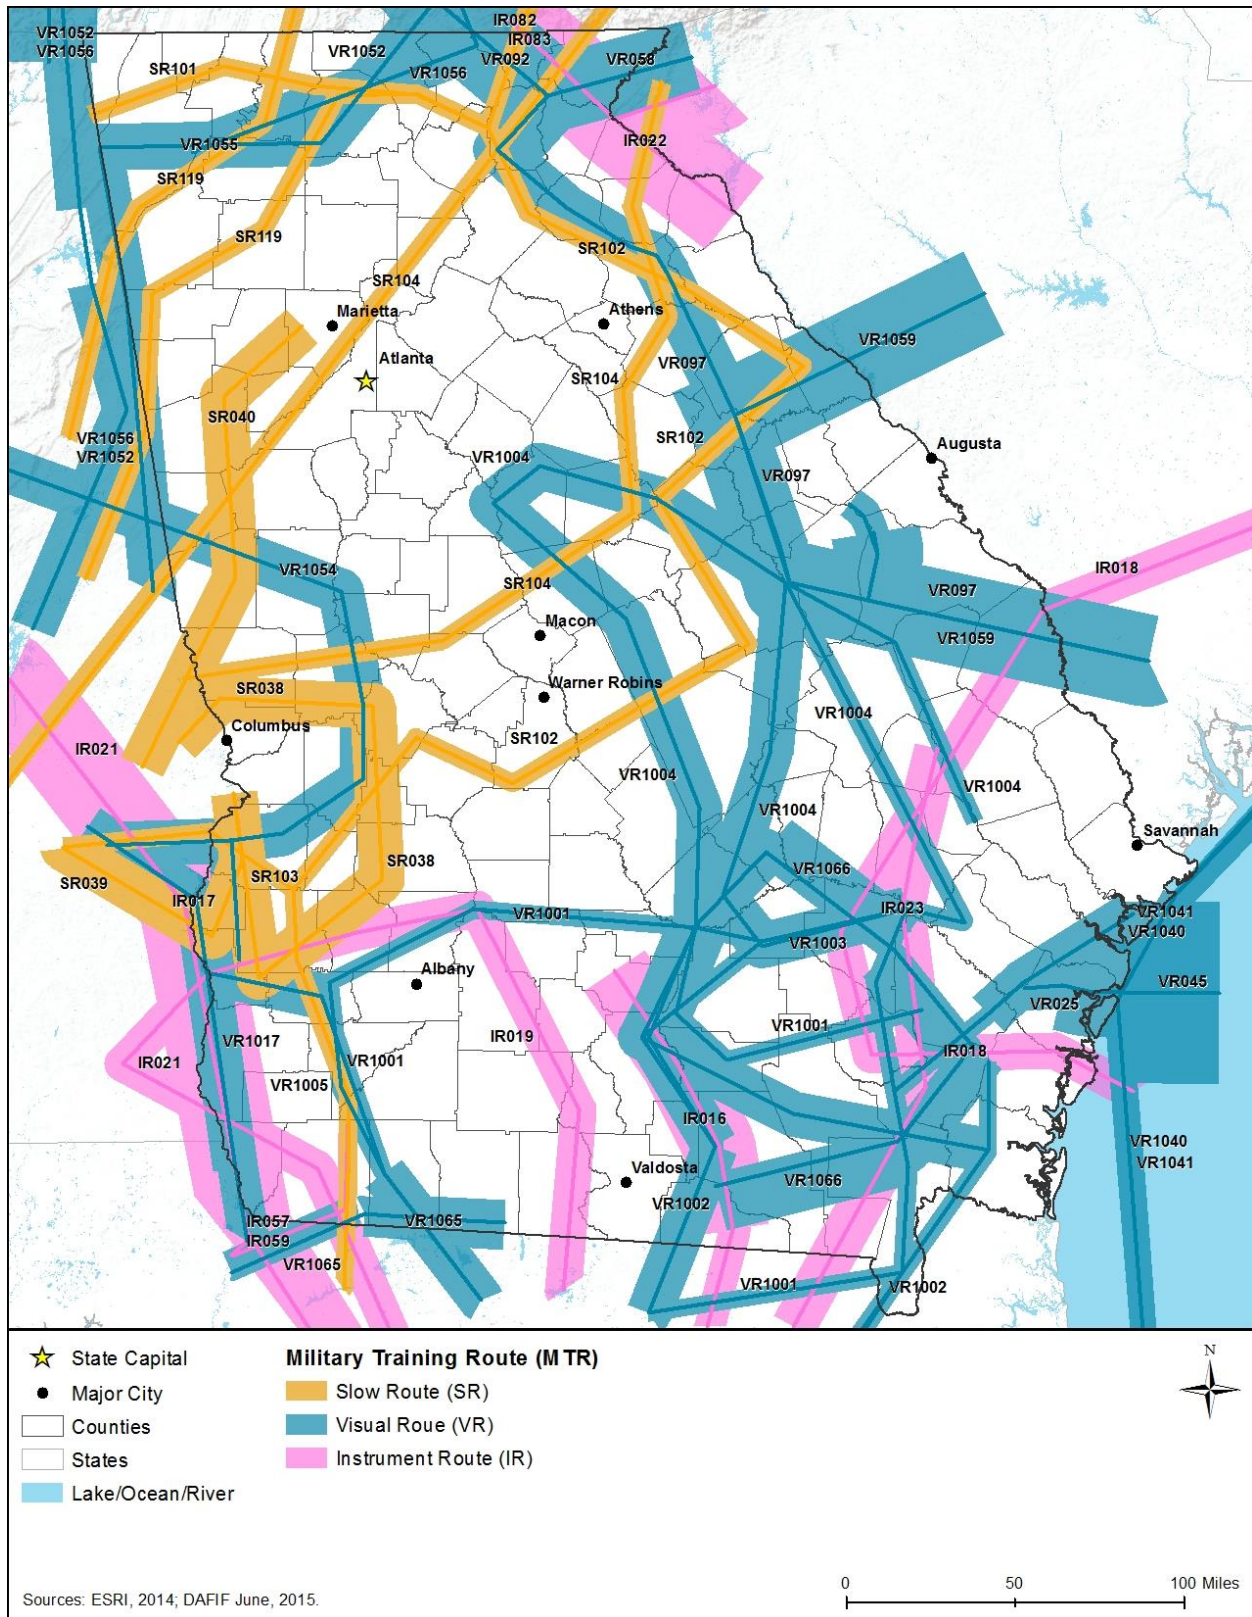 VR1052
VR1056
IR082
IR083
VR1052
VR092
VR058
SR101
VR1056
VR1055
IR022
SR119
SR119
SR102
SR104
Marietta
Athens
VR1059
Atlanta
VR097
SR104
SR040
VR1056
VR1052
SR102
VR1004
Augusta
VR097
VR1054
SR104
IR018
VR097
Macon
VR1059
Warner Robins
SR038
Columbus
SR102
VR1004
IR021
VR1004
VR1004
VR1004
Savannah
SR038
VR1066
SR103
SR039
IR017
VR1001
IR023
VR1041
VR1040
VR1003
Albany
VR045
VR025
VR1001
IR019
VR1017
VR1001
IR018
IR021
VR1005
IR016
VR1040
VR1041
Valdosta
VR1066
VR1002
IR057
IR059
VR1065
VR1065
VR1001
VR1002
State Capital
Major City
Counties
States
Lake/Ocean/River
Military Training Route (MTR)
Slow Route (SR)
Visual Roue (VR)
Instrument Route (IR)
N
0 50 100 Miles
Sources: ESRI, 2014; DAFIF June, 2015.